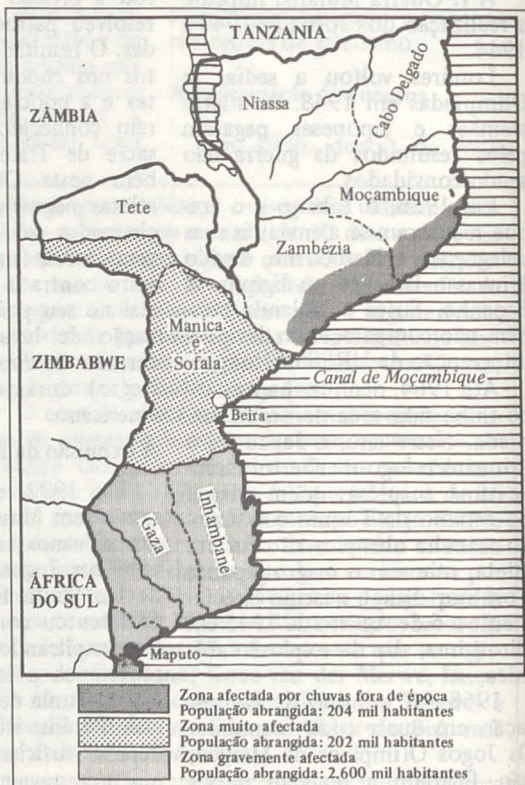 TANZANIA
Cabo Delgado
Niassa
ZÂMBIA
Moçambique
Tete
Zambézia
Manica
e
Sofala
ZIMBABWE
Canal de Moçambique
Beira
Inhambane
Gaza
ÁFRICA
DO SUL
Maputo
Zona afectada por chuvas fora de época
População abrangida: 204 mil habitantes
Zona muito afectada
População abrangida: 202 mil habitantes
Zona gravemente afectada
População abrangida: 2,600 mil habitantes